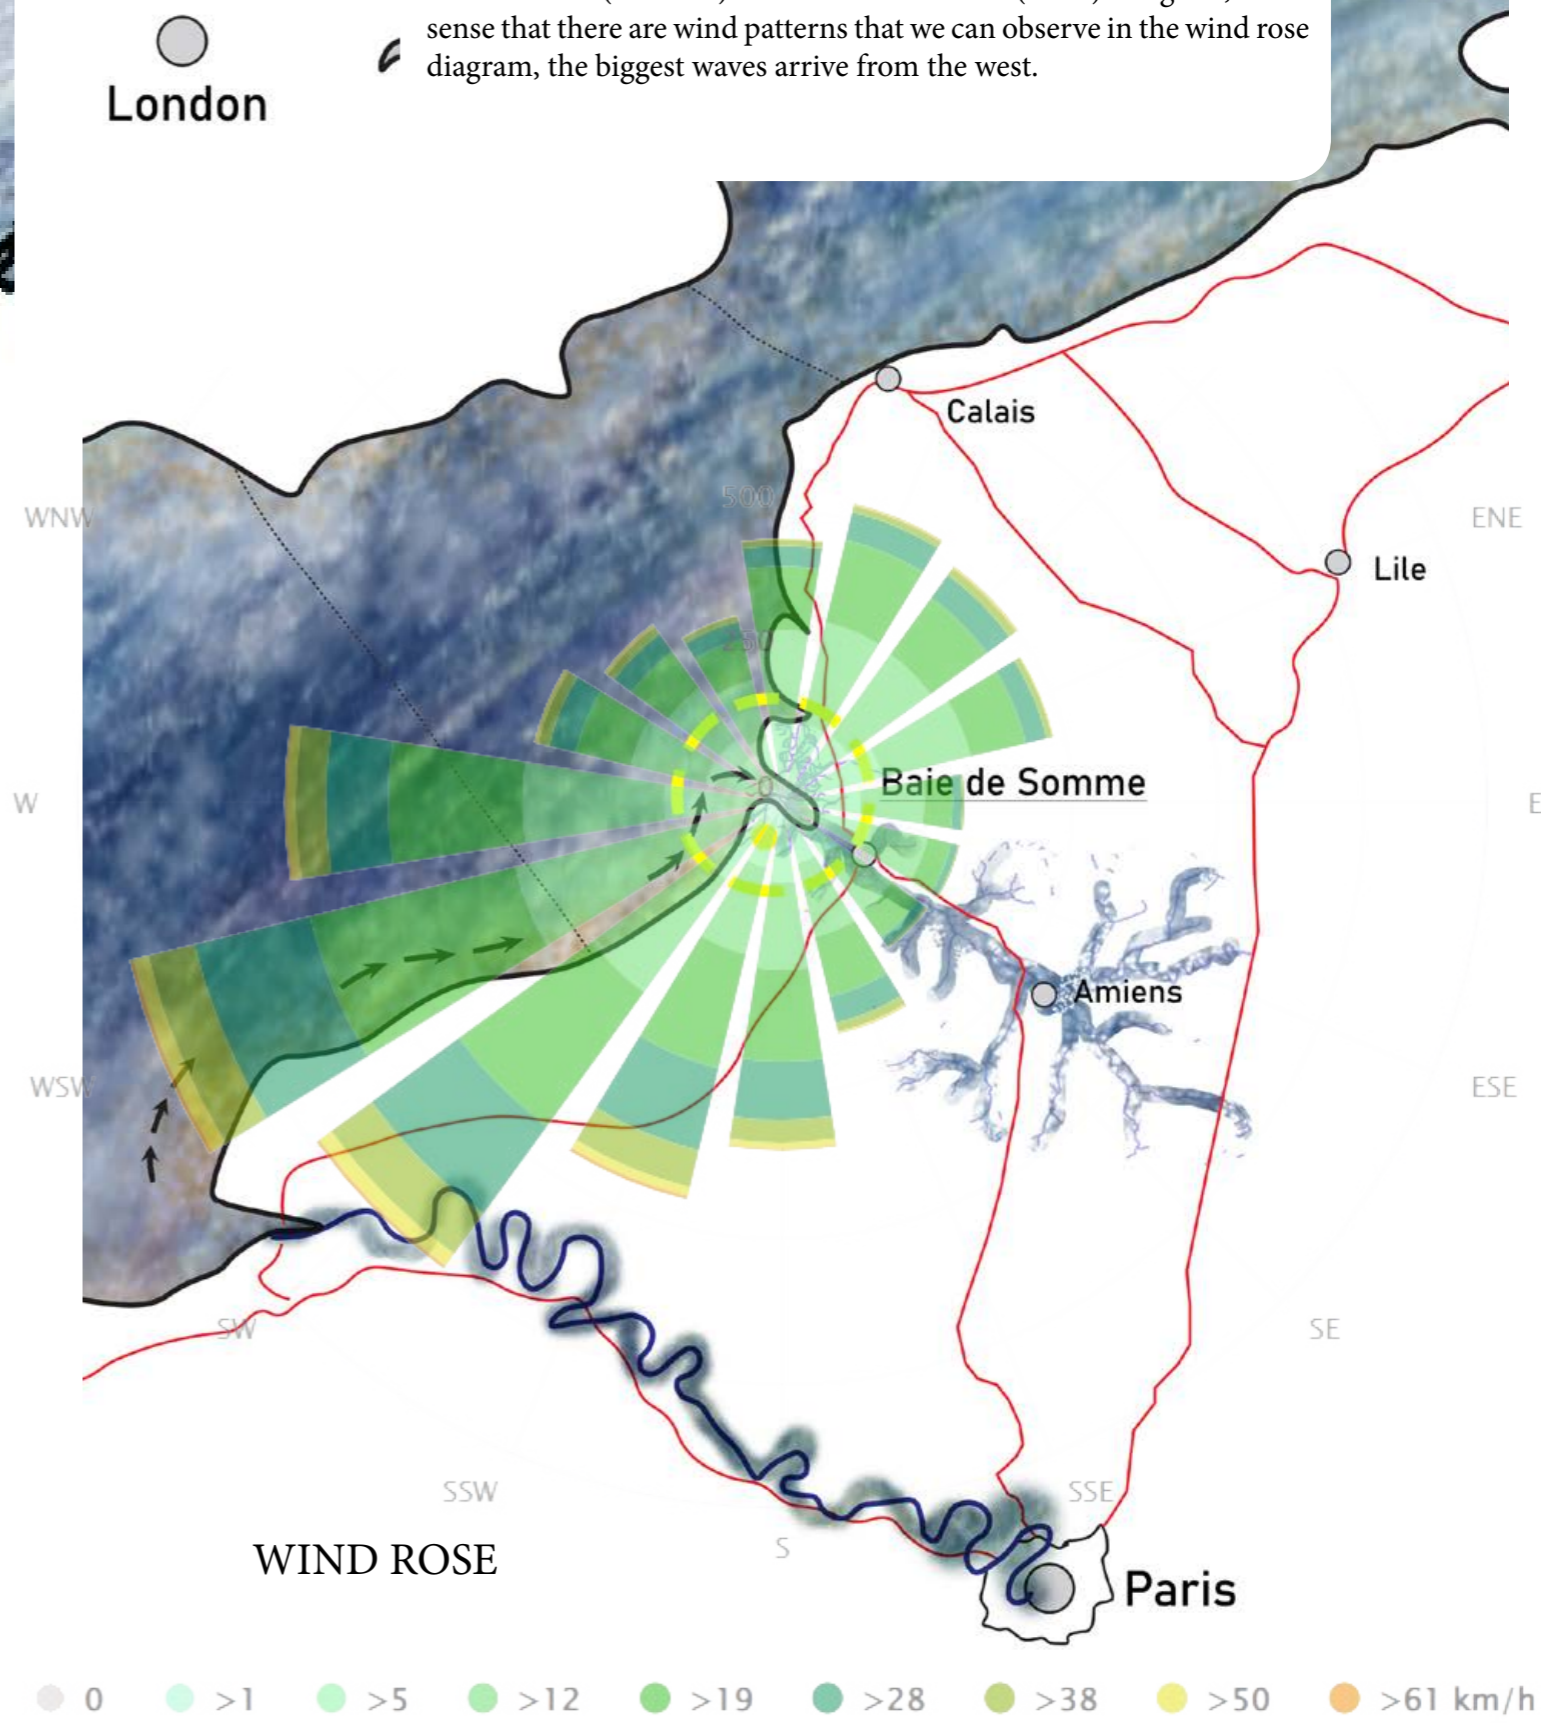 sense that there are wind patterns that we can observe in the wind rose
diagram, the biggest waves arrive from the west.
London
Calais
500
WNW
ENE
Lile
250
0
Baie de Somme
W
E
Amiens
WSW
ESE
SW
SE
SSW
SSE
S
WIND ROSE
Paris
0 >1 >5 >12 >19 >28 >38 >50 >61 km/h